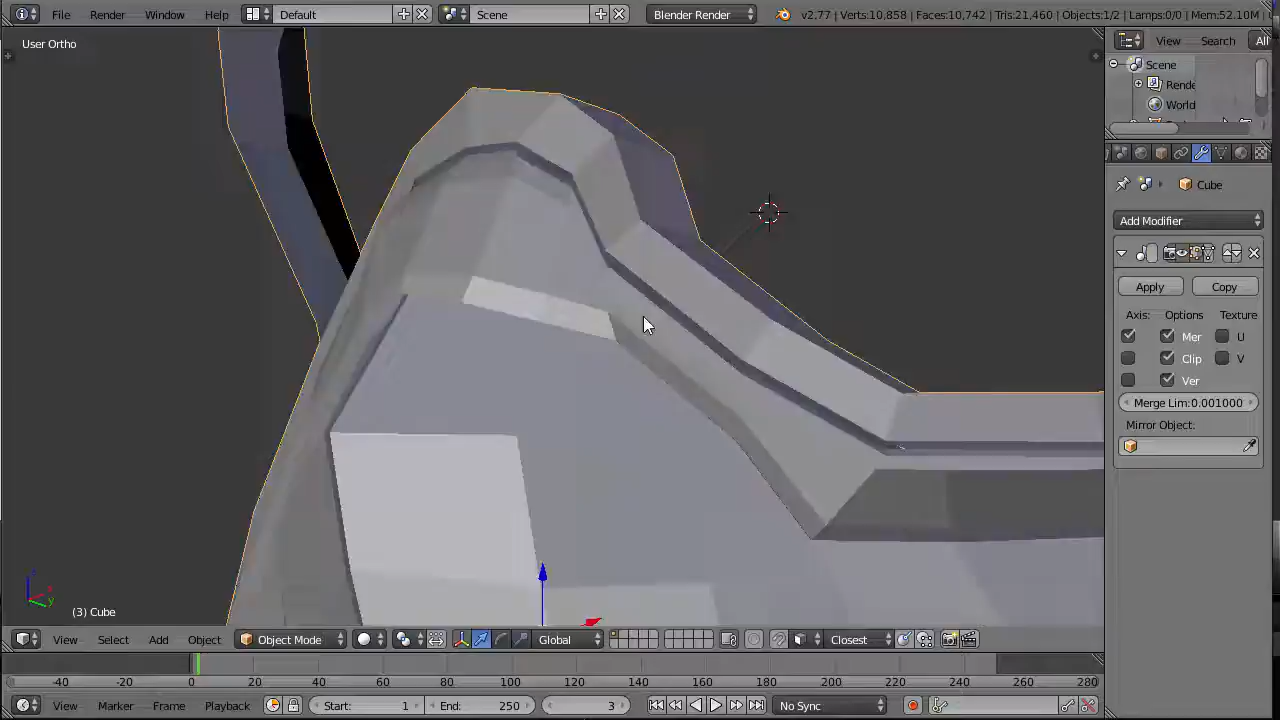 File Render Window Help Default Scene Blender Render v2.77 | Verts:10,858 | Faces:10,742 | Tris:21,460 | Objects:1/2 | Lamps:0/0 | Mem:52.10M |
User Ortho
View Search All
Scene
Rende
World
Cube
Add Modifier
Apply Copy
Axis: Options Texture
Mer U
Clip V
Ver
Merge Lim:0.001000
Mirror Object:
(3) Cube
View Select Add Object Object Mode Global Closest
-40 -20 0 20 40 60 80 100 120 140 160 180 200 220 240 260 280
View Marker Frame Playback Start: 1 End: 250 3 No Sync